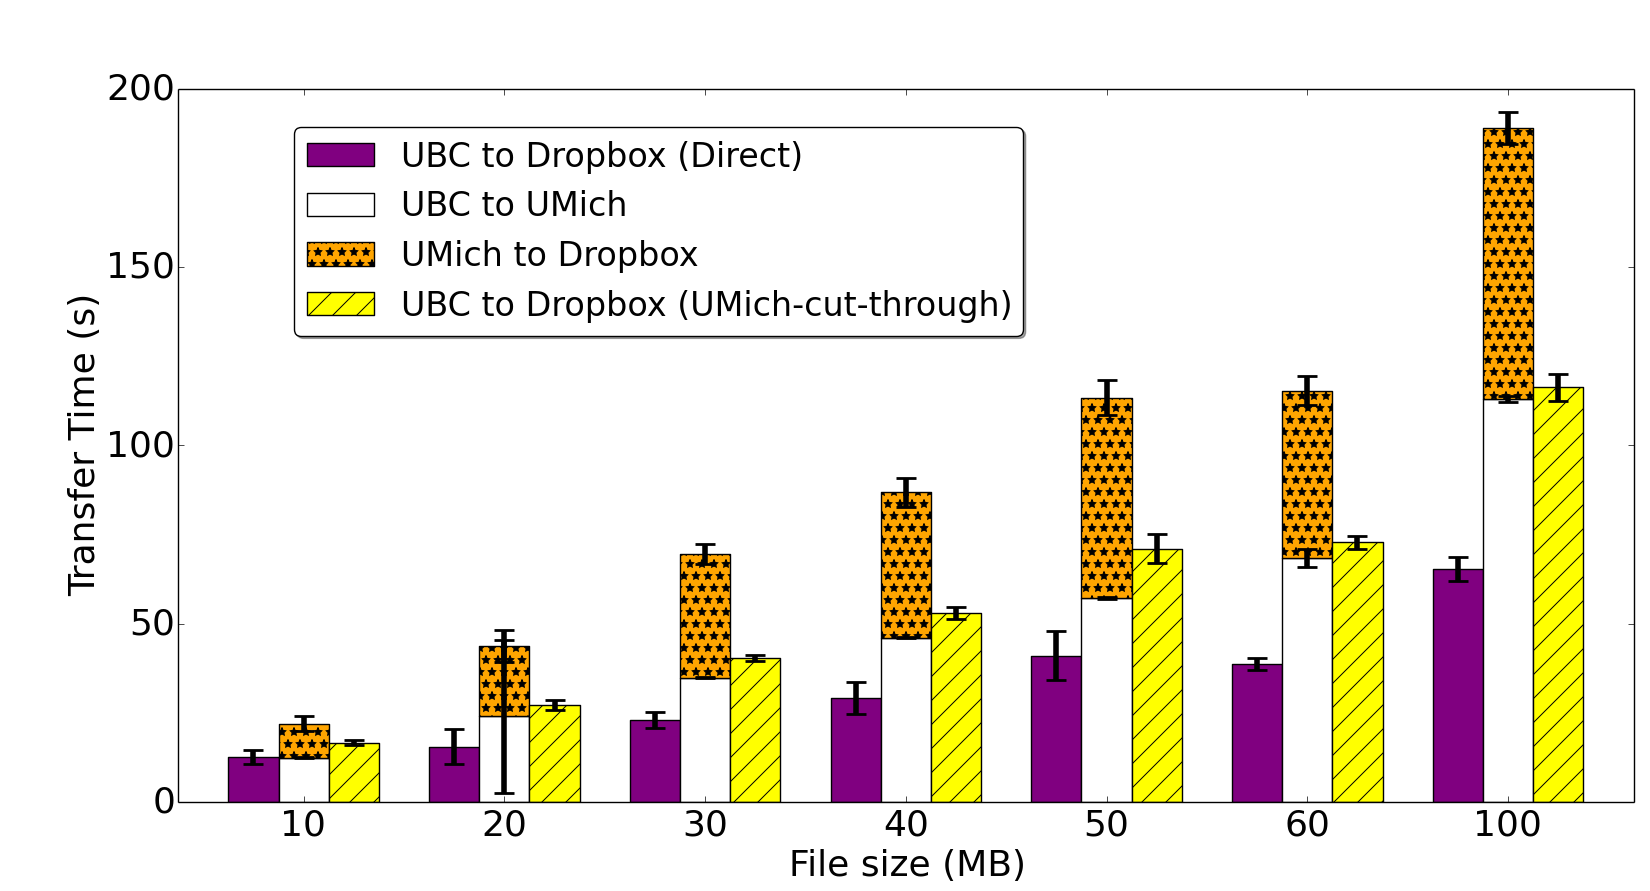 200
150
100
50
0
Transfer Time (s)
UBC to Dropbox (Direct)
UBC to UMich
UMich to Dropbox
UBC to Dropbox (UMich-cut-through)
10 20 30 40 50 60 100
File size (MB)